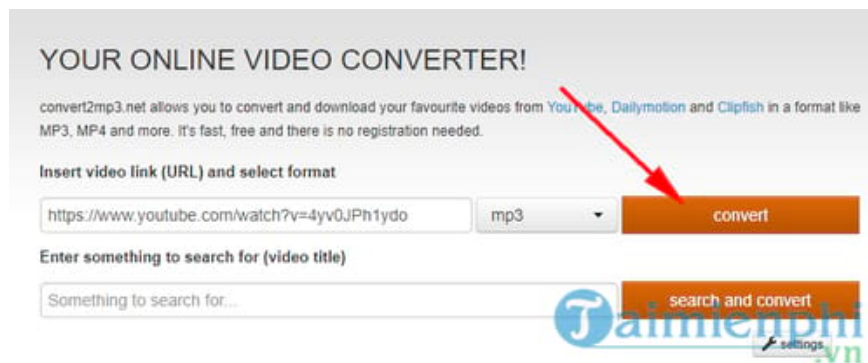 YOUR ONLINE VIDEO CONVERTER!
convert2mp3.net allows you to convert and download your favourite videos from YouTube, Dailymotion and Clipfish in a format like
MP3, MP4 and more. It's fast, free and there is no registration needed.
Insert video link (URL) and select format
https://www.youtube.com/watch?v=4yv0JPh1ydo mp3 convert
Enter something to search for (video title)
Something to search for... search and convert
Taimienphi
settings
.vn